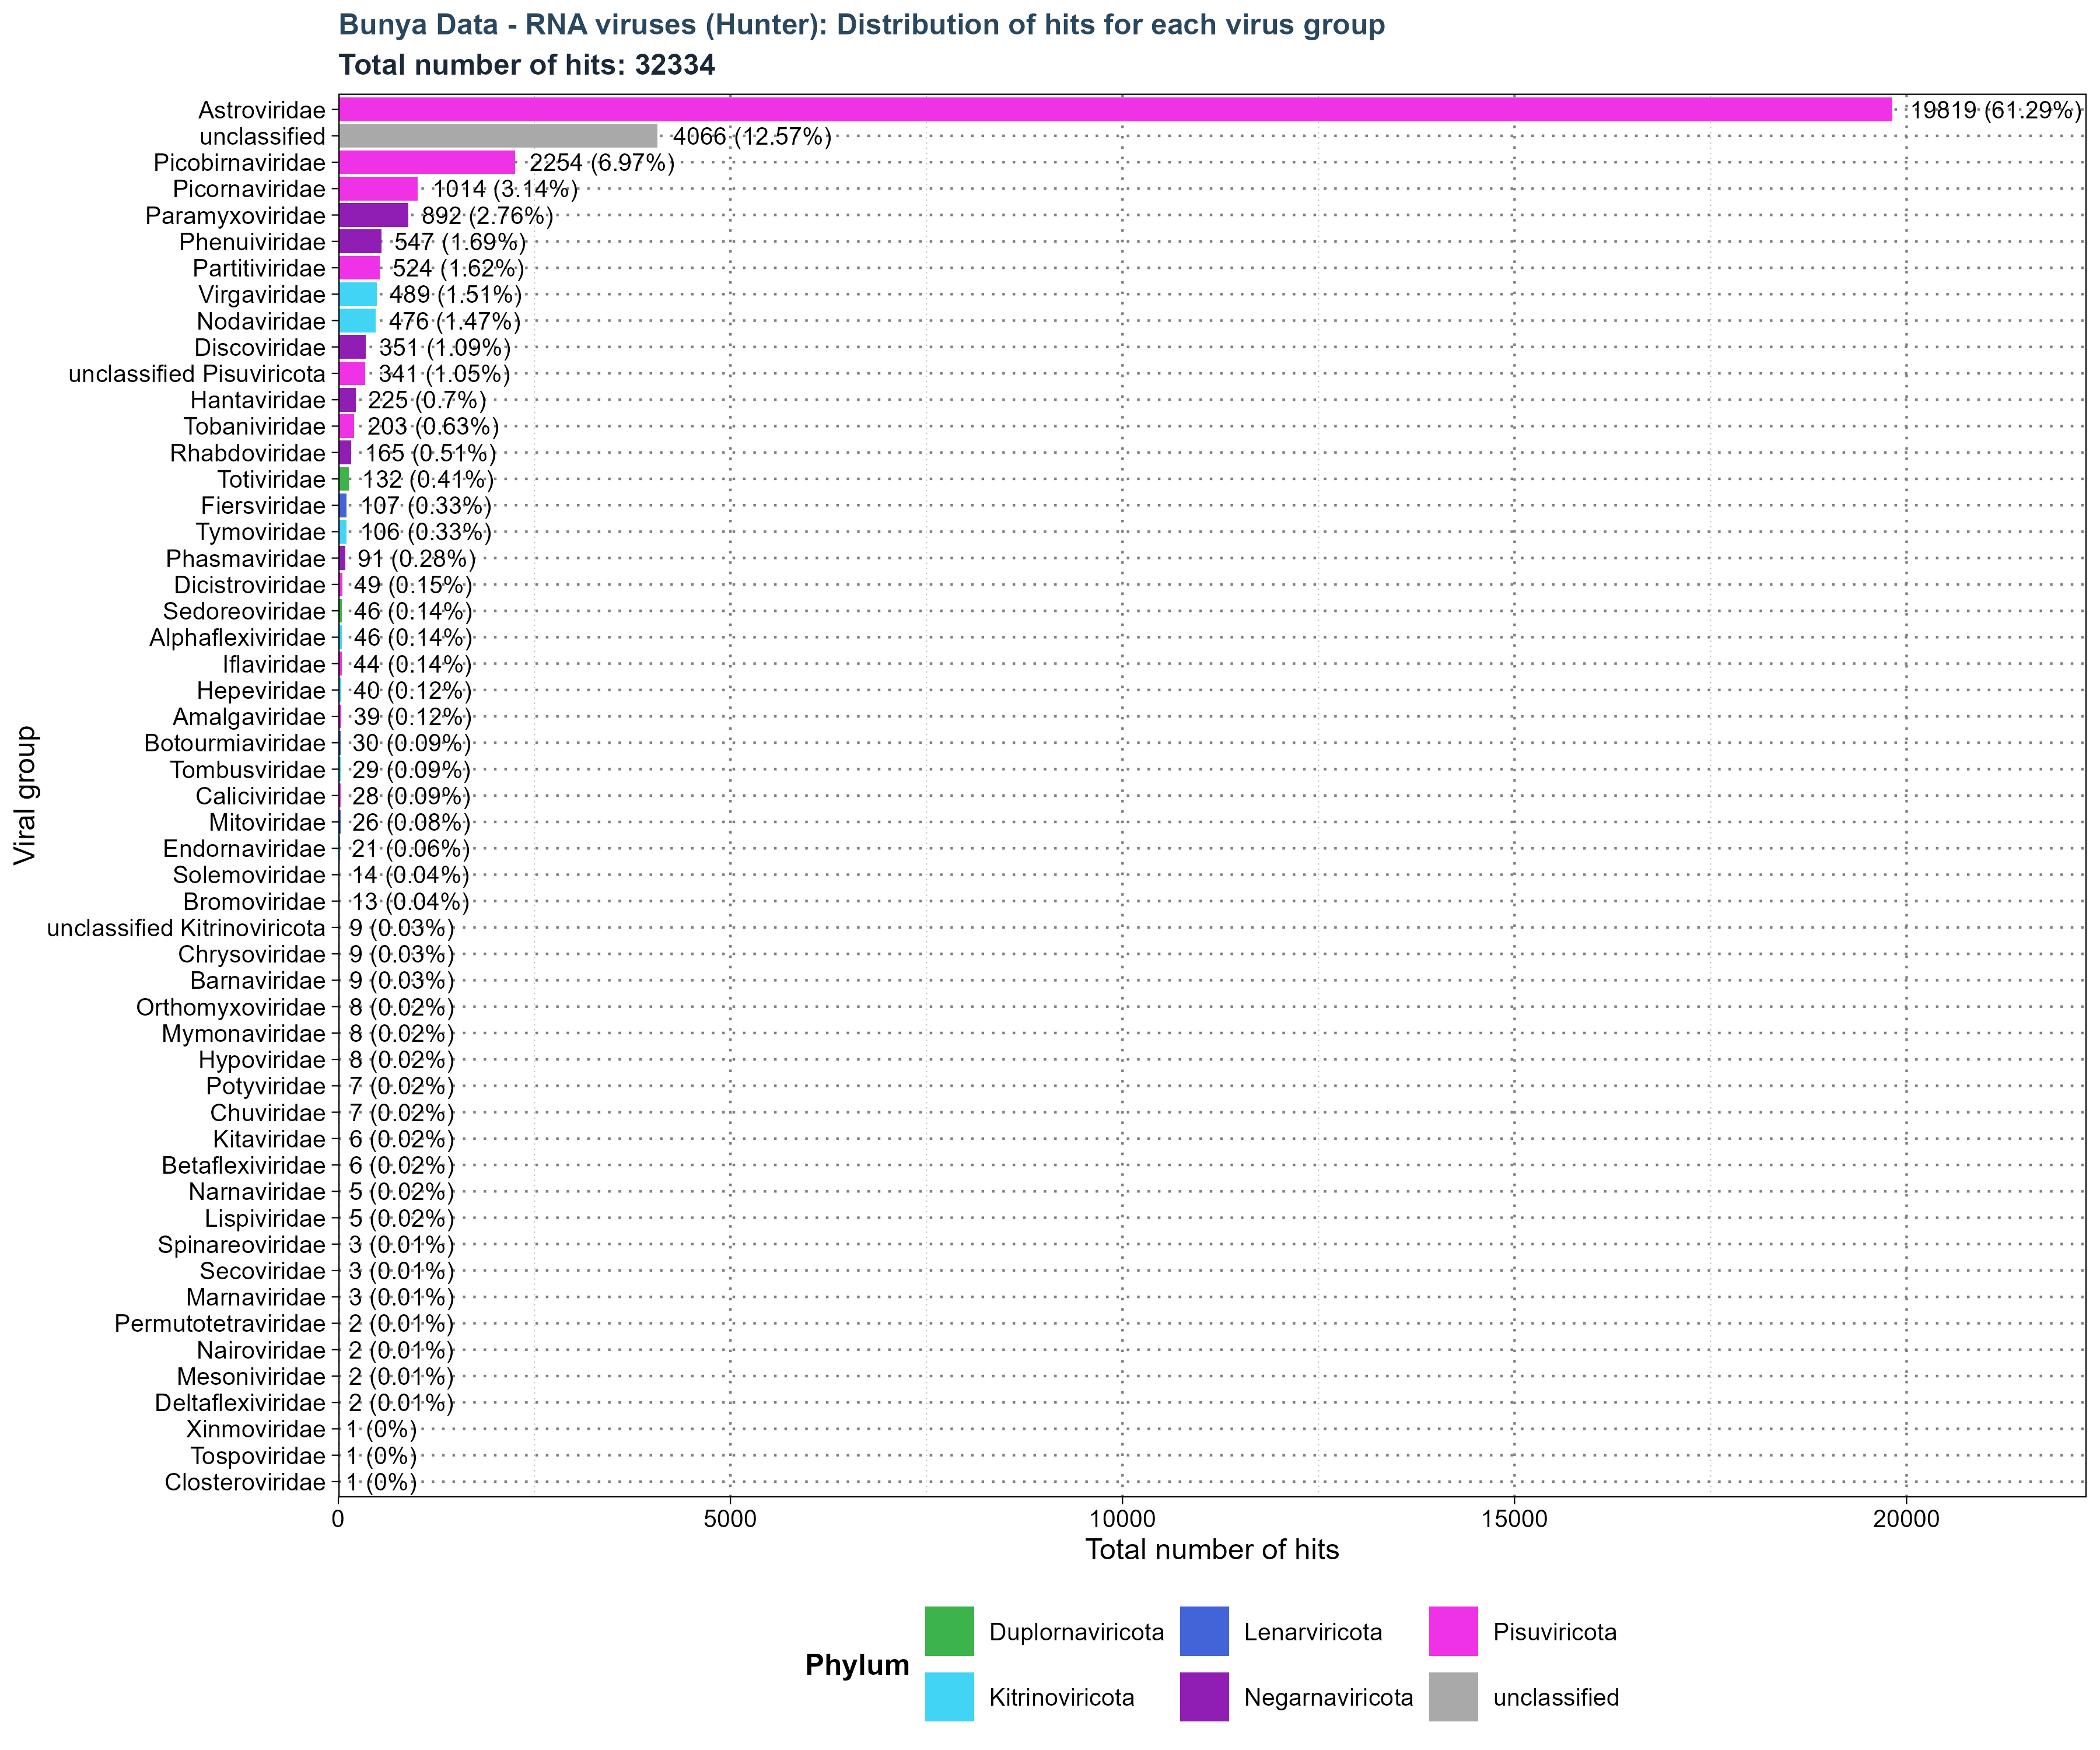 Bunya Data - RNA viruses (Hunter): Distribution of hits for each virus group
Total number of hits: 32334
Viral group
Astroviridae 19819 (61.29%)
unclassified 4066 (12.57%)
Picobirnaviridae 2254 (6.97%)
Picornaviridae 1014 (3.14%)
Paramyxoviridae 892 (2.76%)
Phenuiviridae 547 (1.69%)
Partitiviridae 524 (1.62%)
Virgaviridae 489 (1.51%)
Nodaviridae 476 (1.47%)
Discoviridae 351 (1.09%)
unclassified Pisuviricota 341 (1.05%)
Hantaviridae 225 (0.7%)
Tobaniviridae 203 (0.63%)
Rhabdoviridae 165 (0.51%)
Totiviridae 132 (0.41%)
Fiersviridae 107 (0.33%)
Tymoviridae 106 (0.33%)
Phasmaviridae 91 (0.28%)
Dicistroviridae 49 (0.15%)
Sedoreoviridae 46 (0.14%)
Alphaflexiviridae 46 (0.14%)
Iflaviridae 44 (0.14%)
Hepeviridae 40 (0.12%)
Amalgaviridae 39 (0.12%)
Botourmiaviridae 30 (0.09%)
Tombusviridae 29 (0.09%)
Caliciviridae 28 (0.09%)
Mitoviridae 26 (0.08%)
Endornaviridae 21 (0.06%)
Solemoviridae 14 (0.04%)
Bromoviridae 13 (0.04%)
unclassified Kitrinoviricota 9 (0.03%)
Chrysoviridae 9 (0.03%)
Barnaviridae 9 (0.03%)
Orthomyxoviridae 8 (0.02%)
Mymonaviridae 8 (0.02%)
Hypoviridae 8 (0.02%)
Potyviridae 7 (0.02%)
Chuviridae 7 (0.02%)
Kitaviridae 6 (0.02%)
Betaflexiviridae 6 (0.02%)
Narnaviridae 5 (0.02%)
Lispiviridae 5 (0.02%)
Spinareoviridae 3 (0.01%)
Secoviridae 3 (0.01%)
Marnaviridae 3 (0.01%)
Permutotetraviridae 2 (0.01%)
Nairoviridae 2 (0.01%)
Mesoniviridae 2 (0.01%)
Deltaflexiviridae 2 (0.01%)
Xinmoviridae 1 (0%)
Tospoviridae 1 (0%)
Closteroviridae 1 (0%)
0 5000 10000 15000 20000
Total number of hits
Phylum
Duplornaviricota Lenarviricota Pisuviricota
Kitrinoviricota Negarnaviricota unclassified